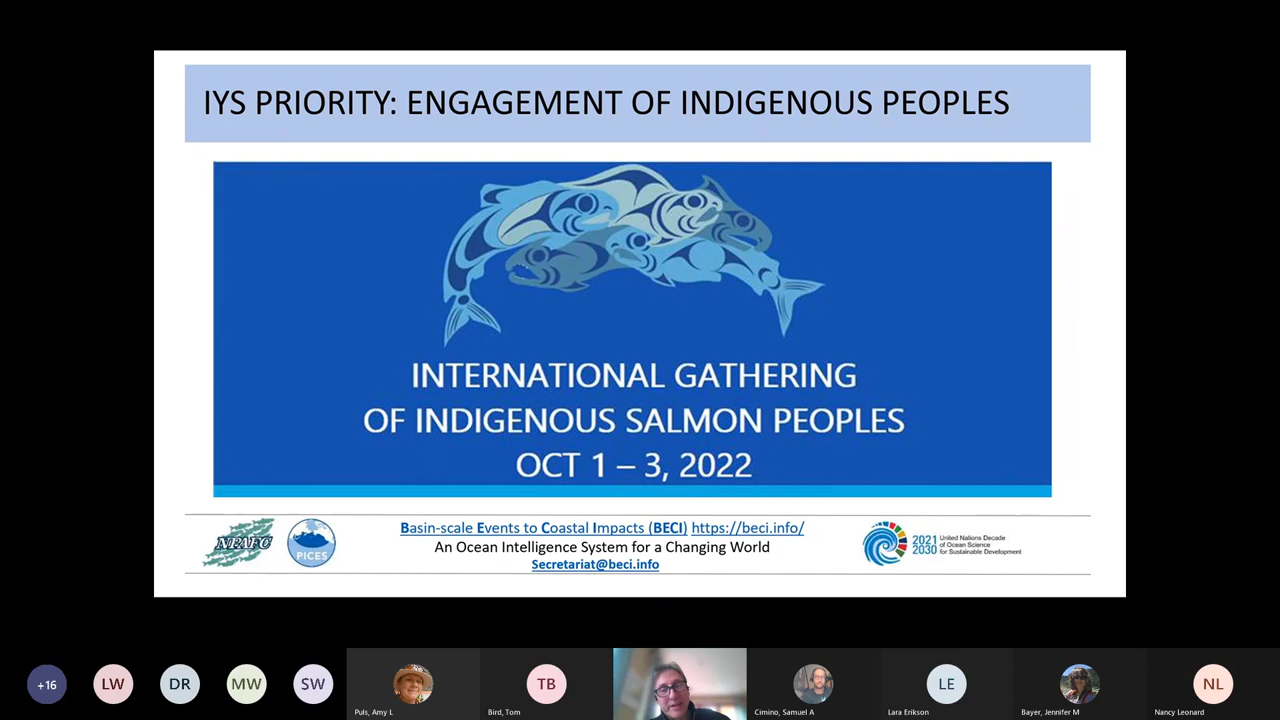 IYS PRIORITY: ENGAGEMENT OF INDIGENOUS PEOPLES
INTERNATIONAL GATHERING
OF INDIGENOUS SALMON PEOPLES
OCT 1 – 3, 2022
NPAFC
PICES
Basin-scale Events to Coastal Impacts (BECI) https://beci.info/
An Ocean Intelligence System for a Changing World
Secretariat@beci.info
2021
2030
United Nations Decade
of Ocean Science
for Sustainable Development
+16
LW
DR
MW
SW
Puls, Amy L
TB
Bird, Tom
Cimino, Samuel A
LE
Lara Erikson
Bayer, Jennifer M
NL
Nancy Leonard